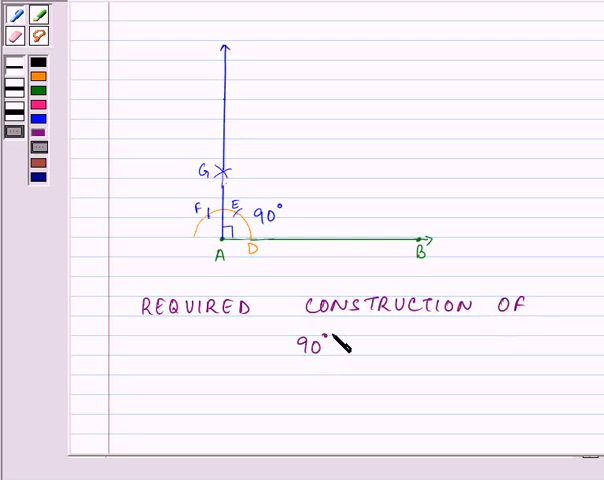 G
F E 90°
A D B
REQUIRED CONSTRUCTION OF
90°